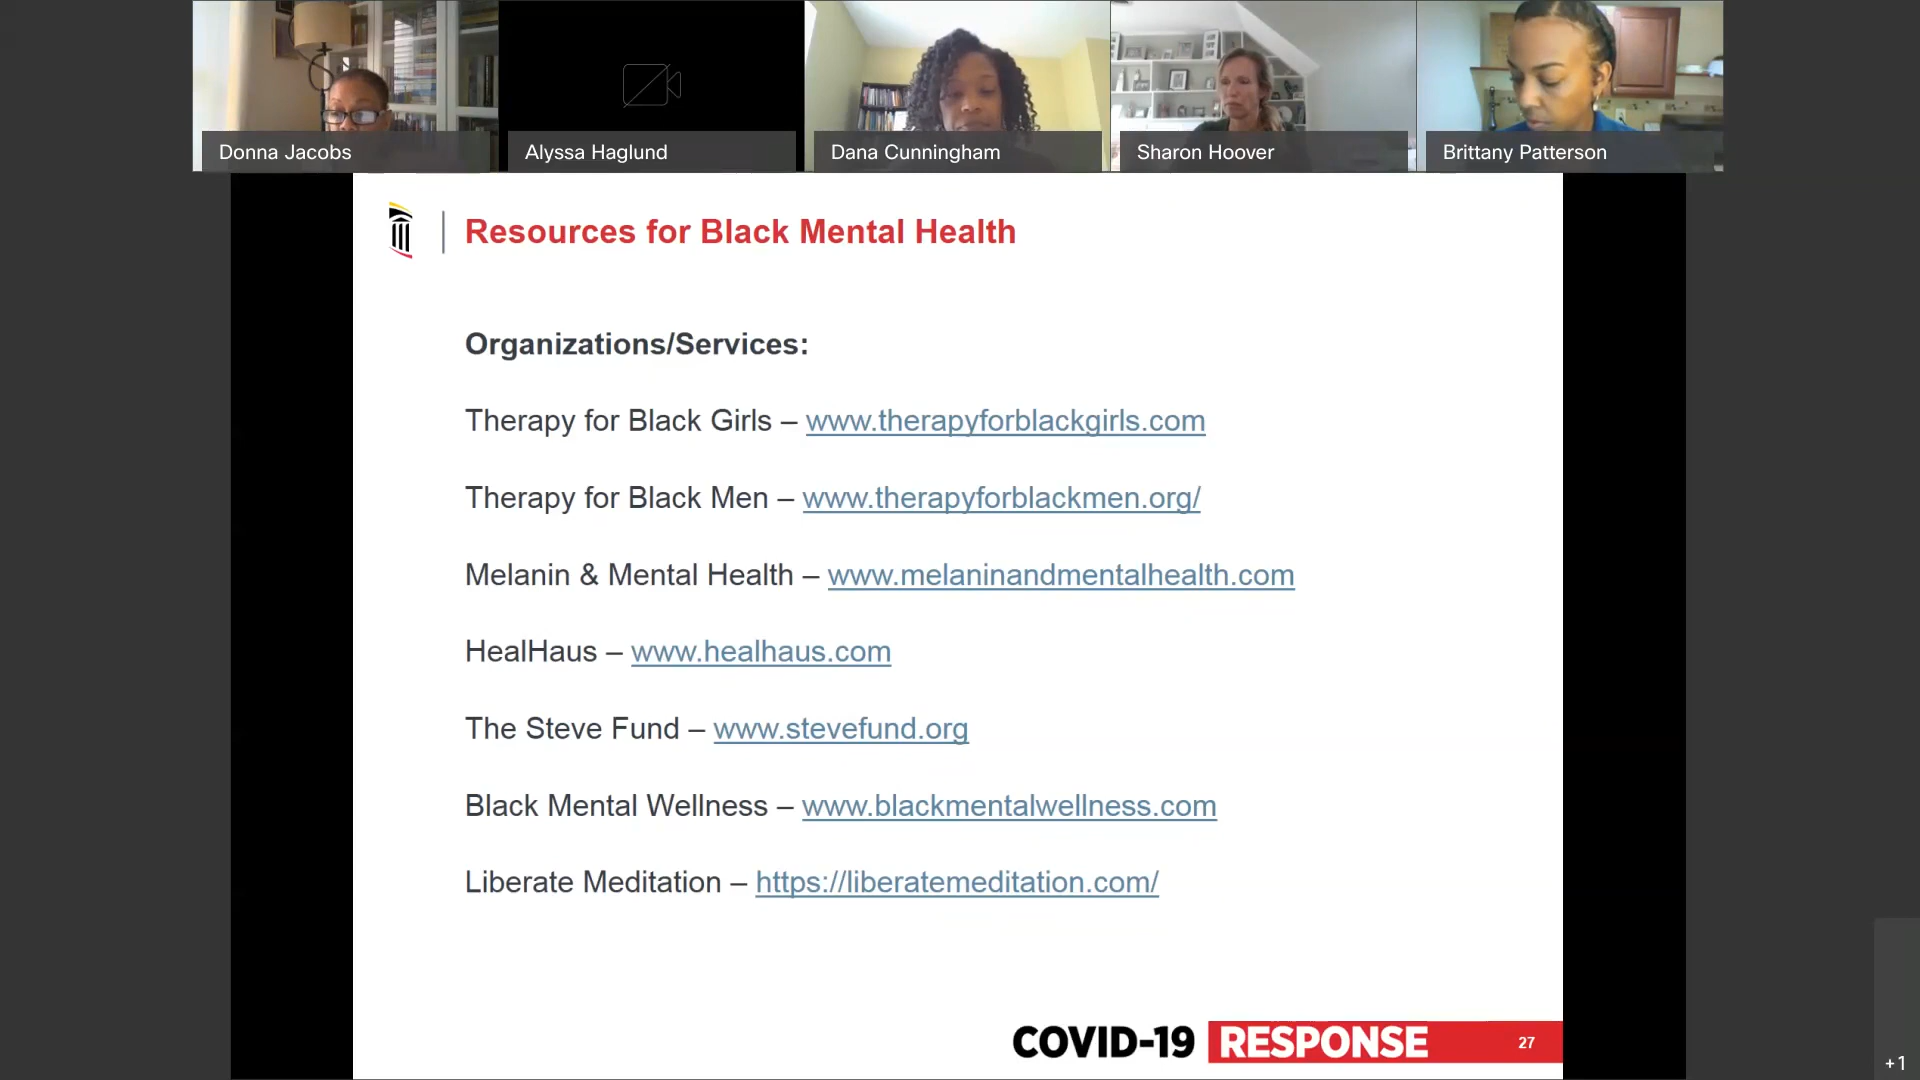 Donna Jacobs
Alyssa Haglund
Dana Cunningham
Sharon Hoover
Brittany Patterson
Resources for Black Mental Health
Organizations/Services:
Therapy for Black Girls – www.therapyforblackgirls.com
Therapy for Black Men – www.therapyforblackmen.org/
Melanin & Mental Health – www.melaninandmentalhealth.com
HealHaus – www.healhaus.com
The Steve Fund – www.stevefund.org
Black Mental Wellness – www.blackmentalwellness.com
Liberate Meditation – https://liberatemeditation.com/
COVID-19 RESPONSE 27
+1